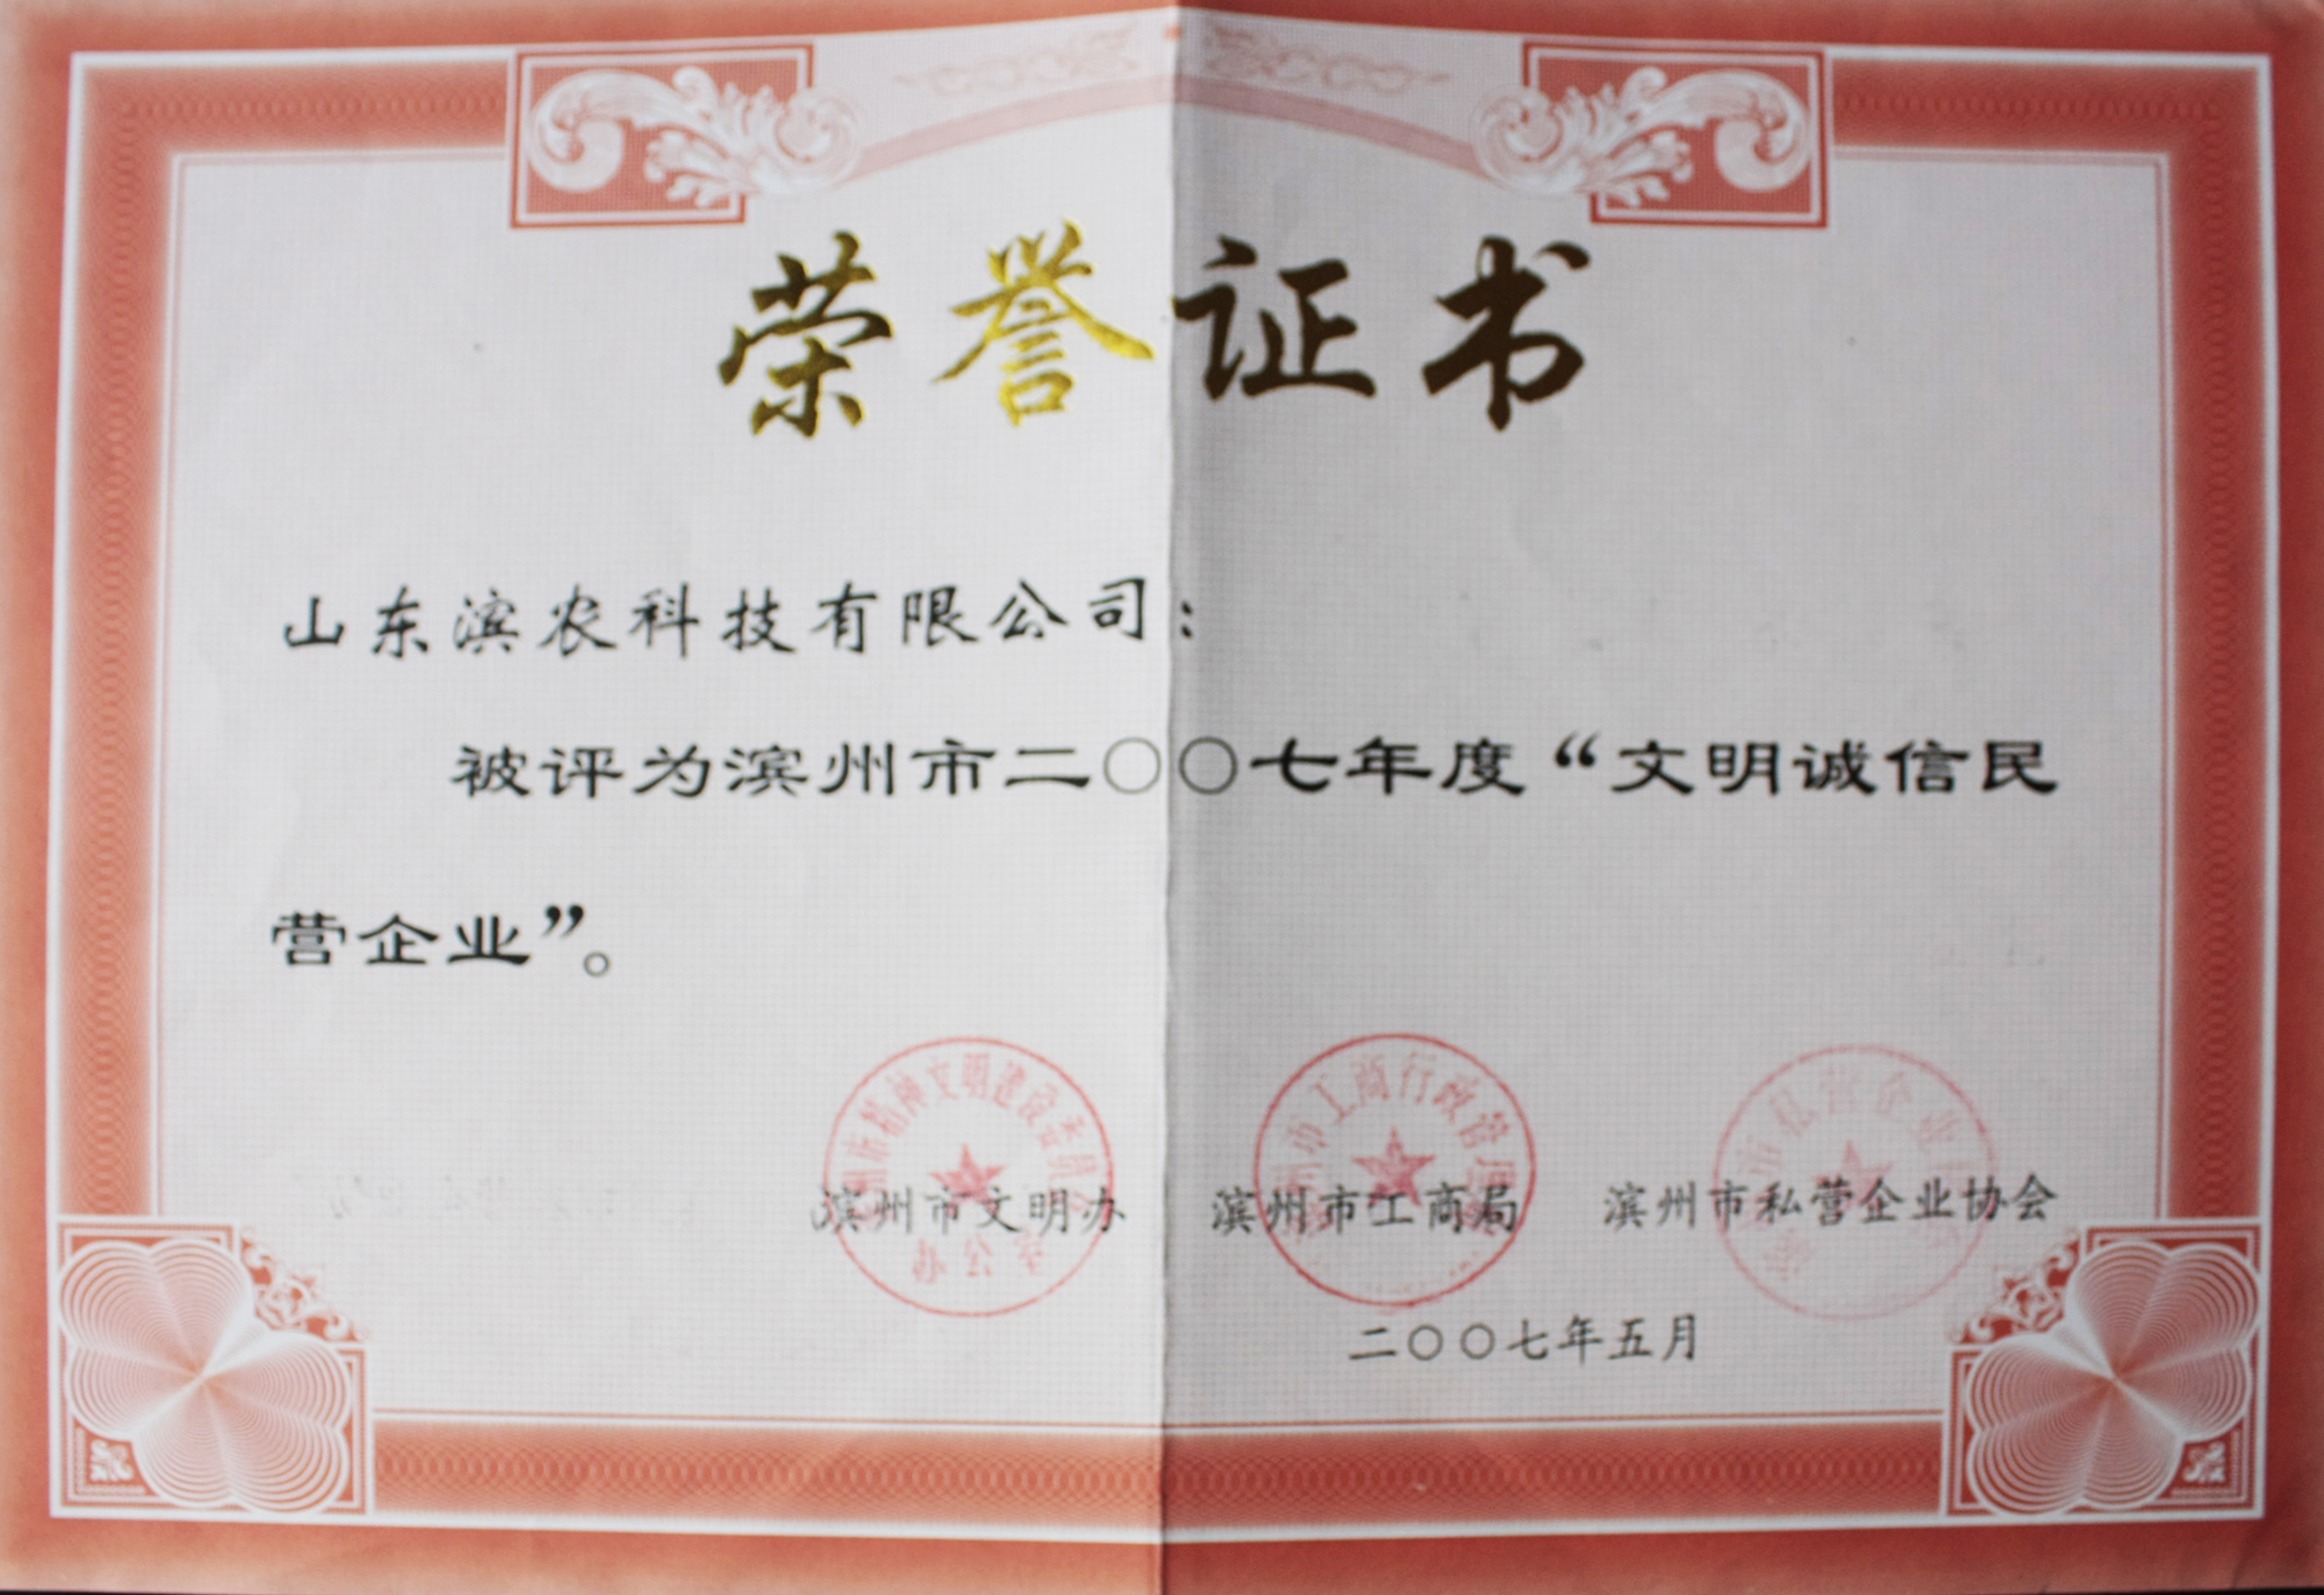 荣誉证书
山东滨农科技有限公司：
被评为滨州市二〇〇七年度“文明诚信民
营企业”。
滨州市文明办 滨州市工商局 滨州市私营企业协会
二〇〇七年五月